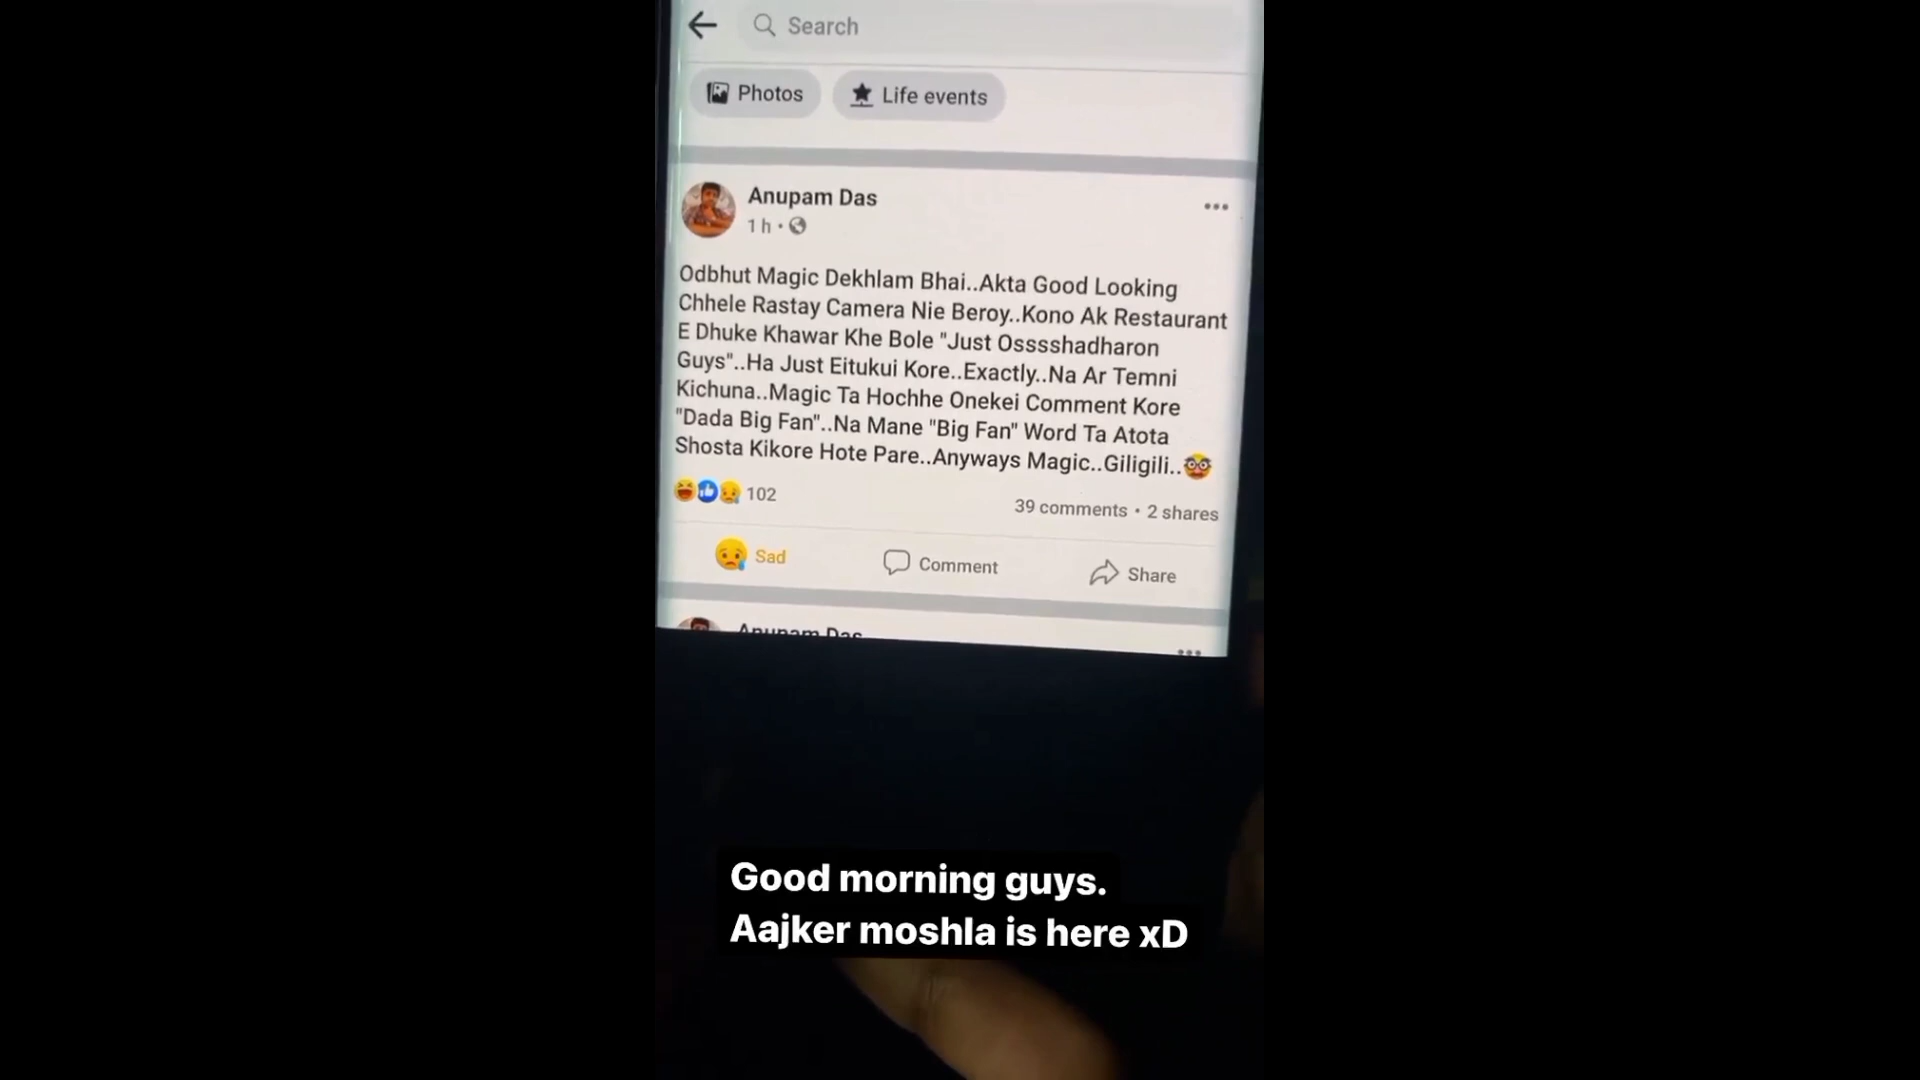 Search
Photos
Life events
Anupam Das
1 h
Odbhut Magic Dekhlam Bhai..Akta Good Looking
Chhele Rastay Camera Nie Beroy..Kono Ak Restaurant
E Dhuke Khawar Khe Bole "Just Osssshadharon
Guys"..Ha Just Eitukui Kore..Exactly..Na Ar Temni
Kichuna..Magic Ta Hochhe Onekei Comment Kore
"Dada Big Fan"..Na Mane "Big Fan" Word Ta Atota
Shosta Kikore Hote Pare..Anyways Magic..Giligili..🥸
102
39 comments • 2 shares
Sad
Comment
Share
Anupam Das
Good morning guys.
Aajker moshla is here xD